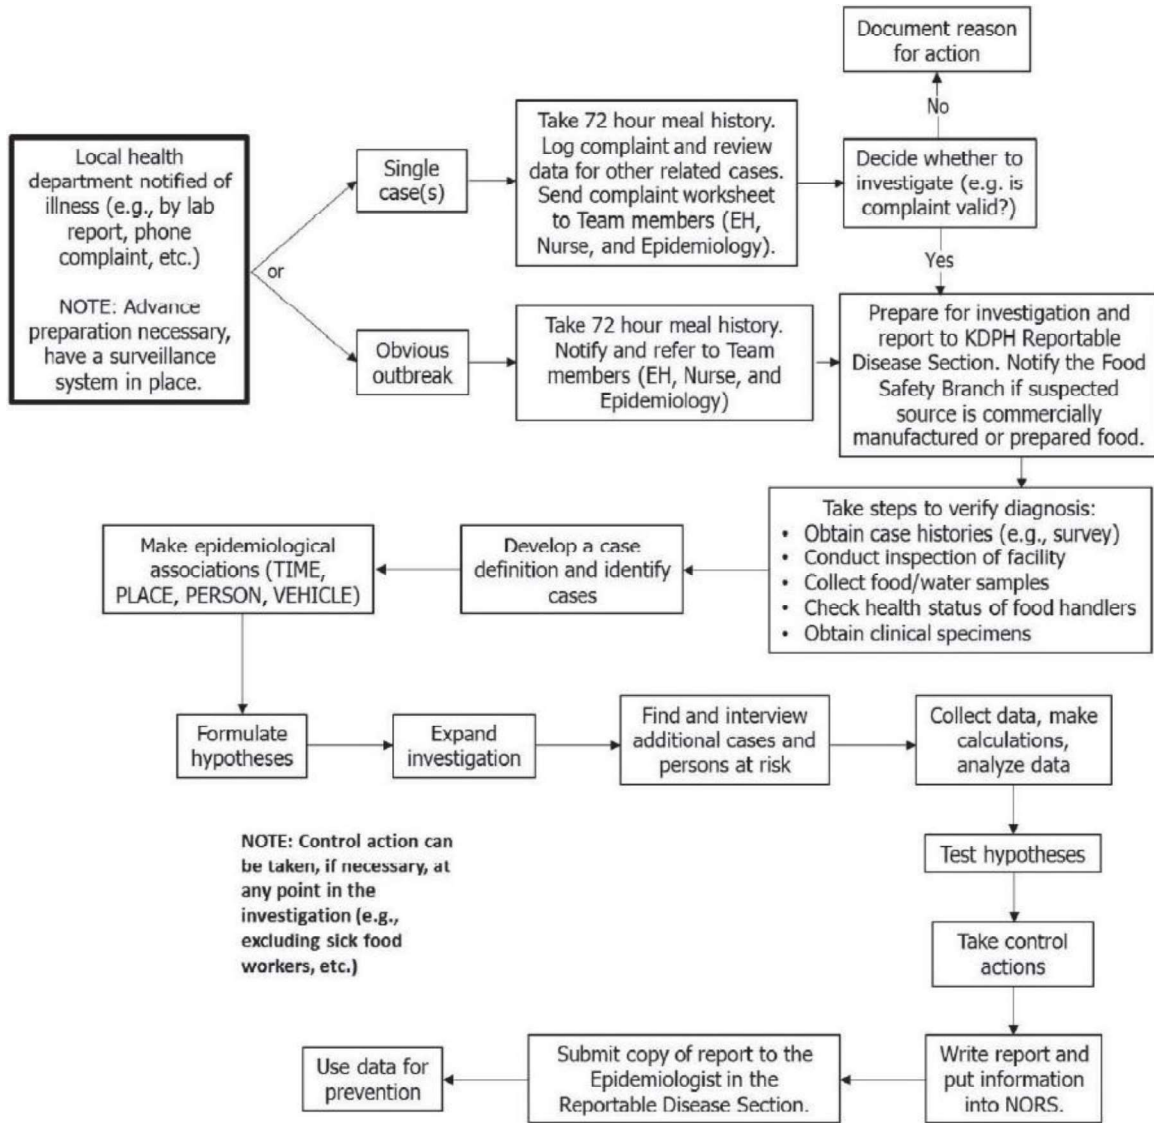 Document reason
for action
No
Local health
department notified of
illness (e.g., by lab
report, phone
complaint, etc.)
NOTE: Advance
preparation necessary,
have a surveillance
system in place.
or
Single
case(s)
Take 72 hour meal history.
Log complaint and review
data for other related cases.
Send complaint worksheet
to Team members (EH,
Nurse, and Epidemiology).
Decide whether to
investigate (e.g. is
complaint valid?)
Yes
Obvious
outbreak
Take 72 hour meal history.
Notify and refer to Team
members (EH, Nurse, and
Epidemiology)
Prepare for investigation and
report to KDPH Reportable
Disease Section. Notify the Food
Safety Branch if suspected
source is commercially
manufactured or prepared food.
Take steps to verify diagnosis:
• Obtain case histories (e.g., survey)
• Conduct inspection of facility
• Collect food/water samples
• Check health status of food handlers
• Obtain clinical specimens
Develop a case
definition and identify
cases
Make epidemiological
associations (TIME,
PLACE, PERSON, VEHICLE)
Formulate
hypotheses
Expand
investigation
Find and interview
additional cases and
persons at risk
Collect data, make
calculations,
analyze data
NOTE: Control action can
be taken, if necessary, at
any point in the
investigation (e.g.,
excluding sick food
workers, etc.)
Test hypotheses
Take control
actions
Write report and
put information
into NORS.
Submit copy of report to the
Epidemiologist in the
Reportable Disease Section.
Use data for
prevention